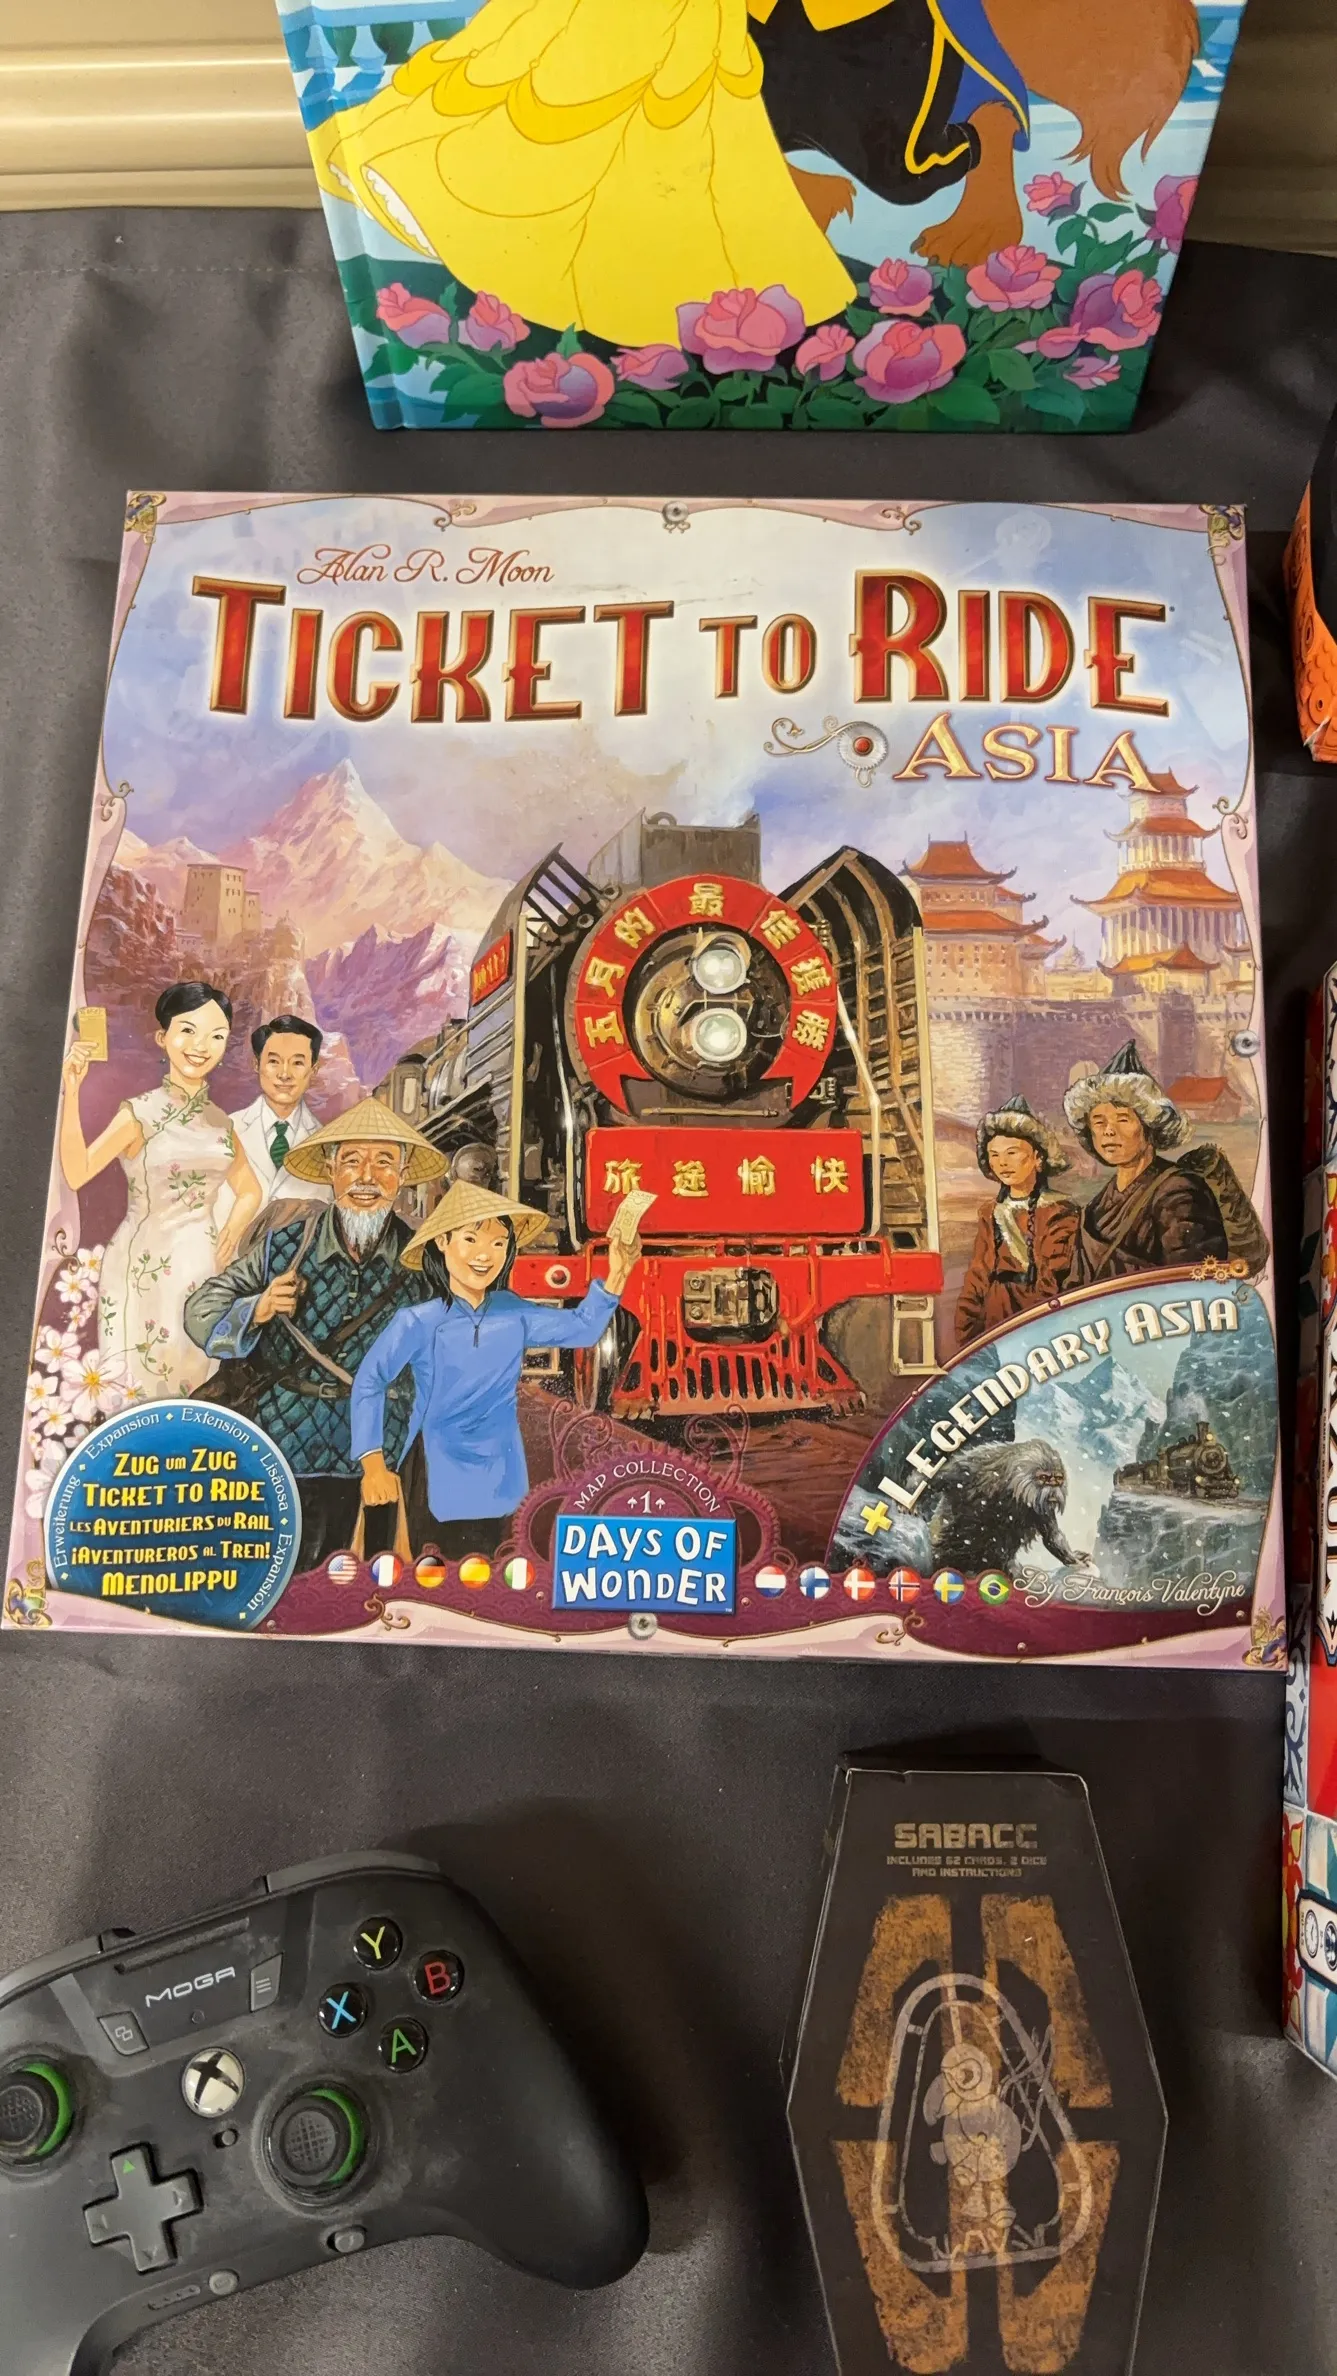 Alan R. Moon
TICKET TO RIDE
ASIA
五月的最佳
旅途愉快
+ LEGENDARY ASIA
Erweiterung • Expansion • Extension • Lisäosa • Expansión
ZUG UM ZUG
TICKET TO RIDE
LES AVENTURIERS DU RAIL
¡AVENTUREROS AL TREN!
MENOLIPPU
MAP COLLECTION
1
DAYS OF
WONDER
By François Valentyne
SABACC
INCLUDES 62 CARDS, 2 DICE
AND INSTRUCTIONS
MOGA
Y
B
X
A